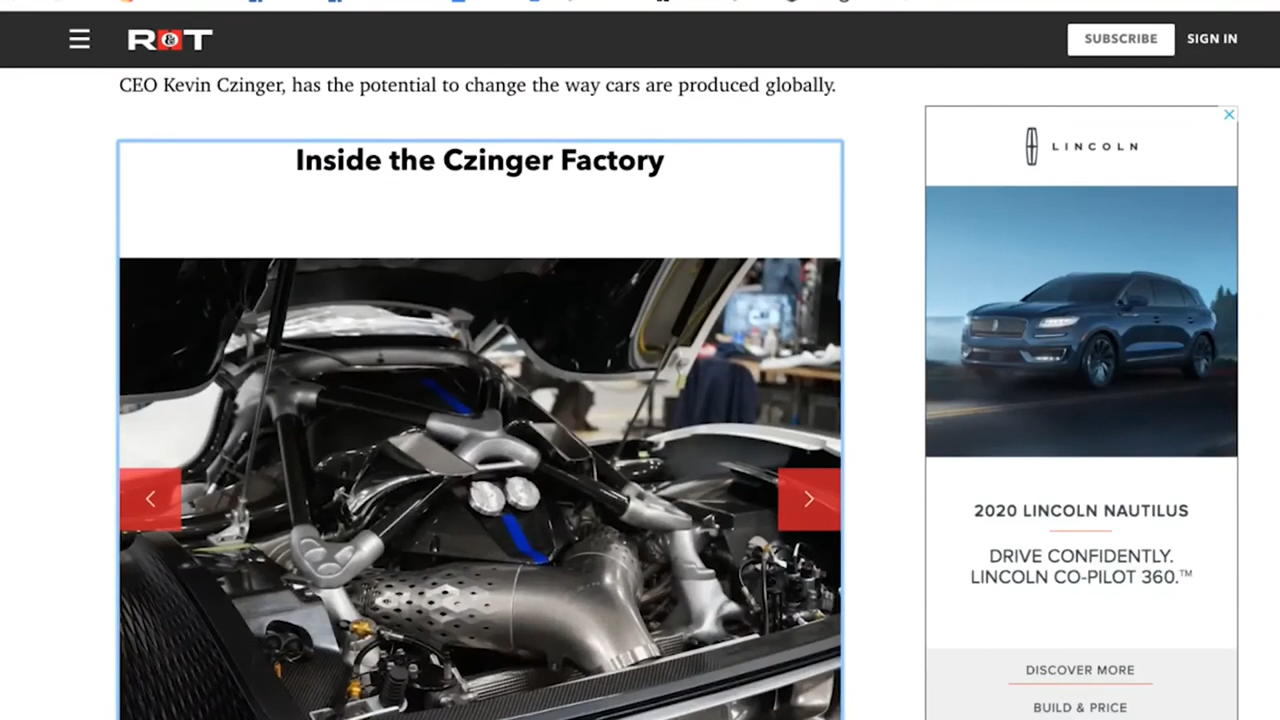 R&T
SUBSCRIBE
SIGN IN
CEO Kevin Czinger, has the potential to change the way cars are produced globally.
Inside the Czinger Factory
LINCOLN
2020 LINCOLN NAUTILUS
DRIVE CONFIDENTLY.
LINCOLN CO-PILOT 360.™
DISCOVER MORE
BUILD & PRICE